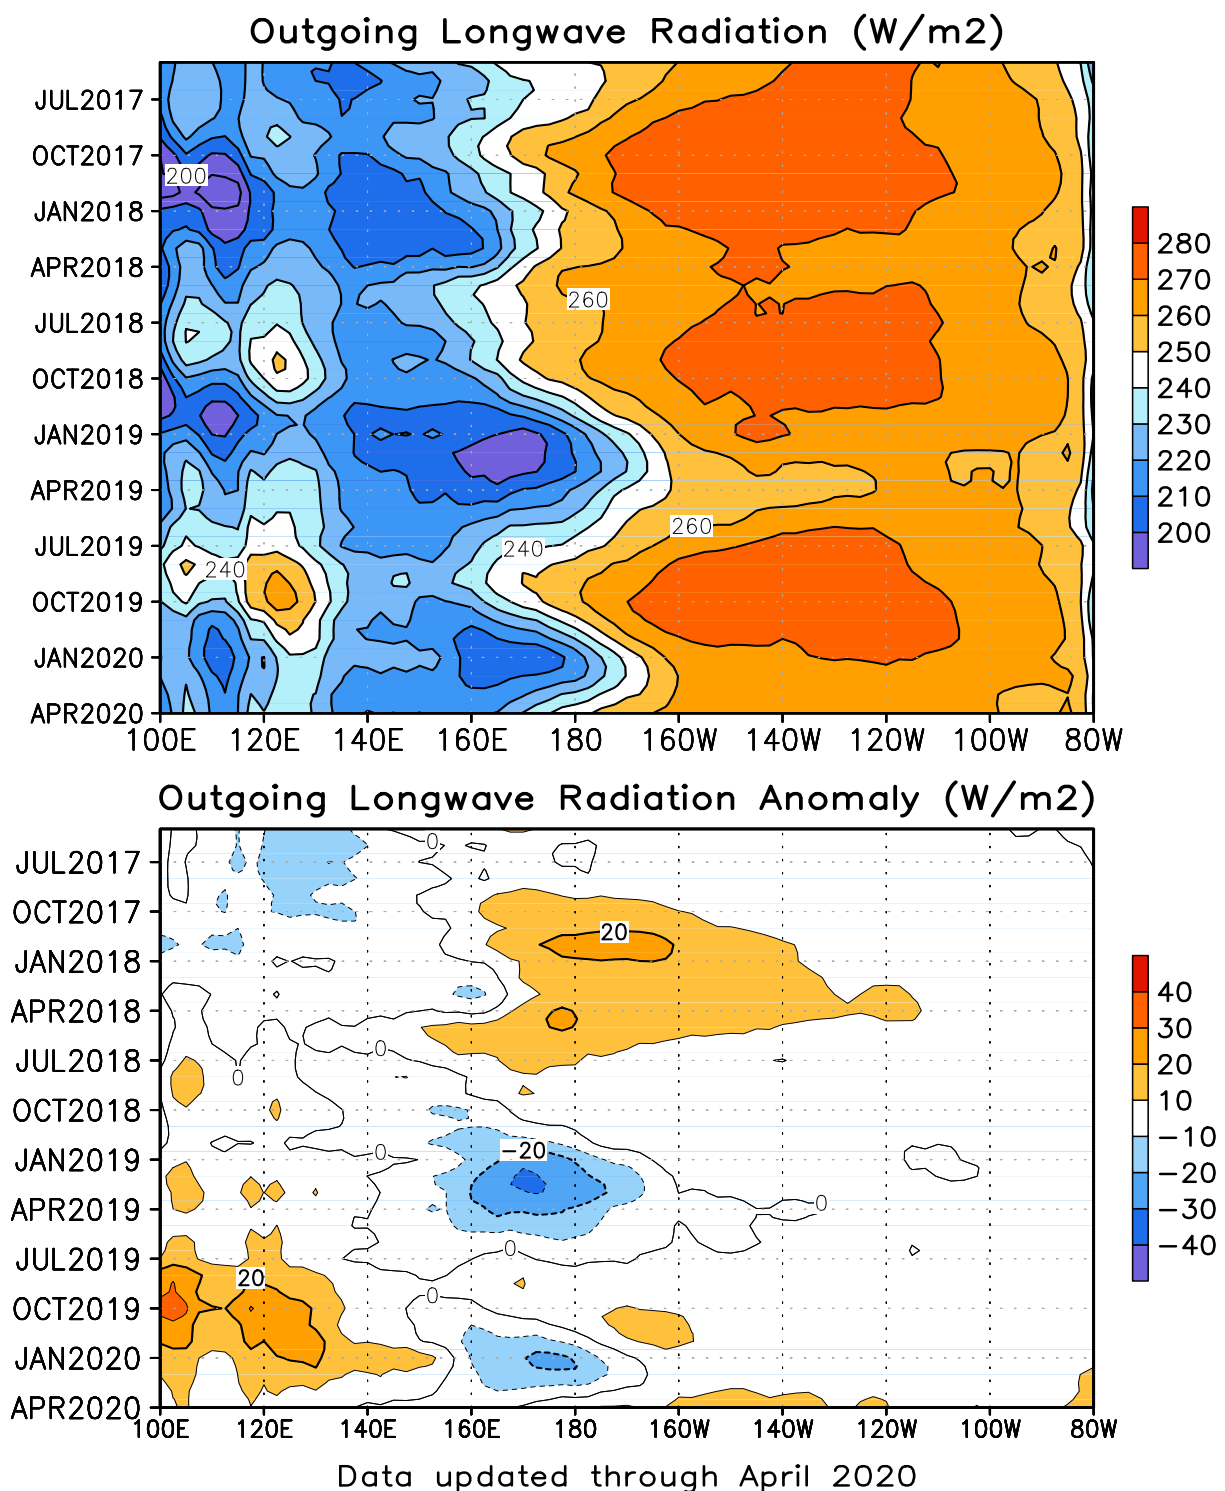 Outgoing Longwave Radiation (W/m2)
JUL2017
OCT2017
200
JAN2018
280
APR2018
270
260
260
JUL2018
250
OCT2018
240
230
JAN2019
220
APR2019
210
260
200
JUL2019
240
240
OCT2019
JAN2020
APR2020
100E 120E 140E 160E 180 160W 140W 120W 100W 80W
Outgoing Longwave Radiation Anomaly (W/m2)
0
JUL2017
OCT2017
20
JAN2018
40
APR2018
30
0
JUL2018
20
0
10
OCT2018
-10
0
-20
JAN2019
-20
0
APR2019
-30
0
-40
JUL2019
20
0
OCT2019
JAN2020
APR2020
100E 120E 140E 160E 180 160W 140W 120W 100W 80W
Data updated through April 2020